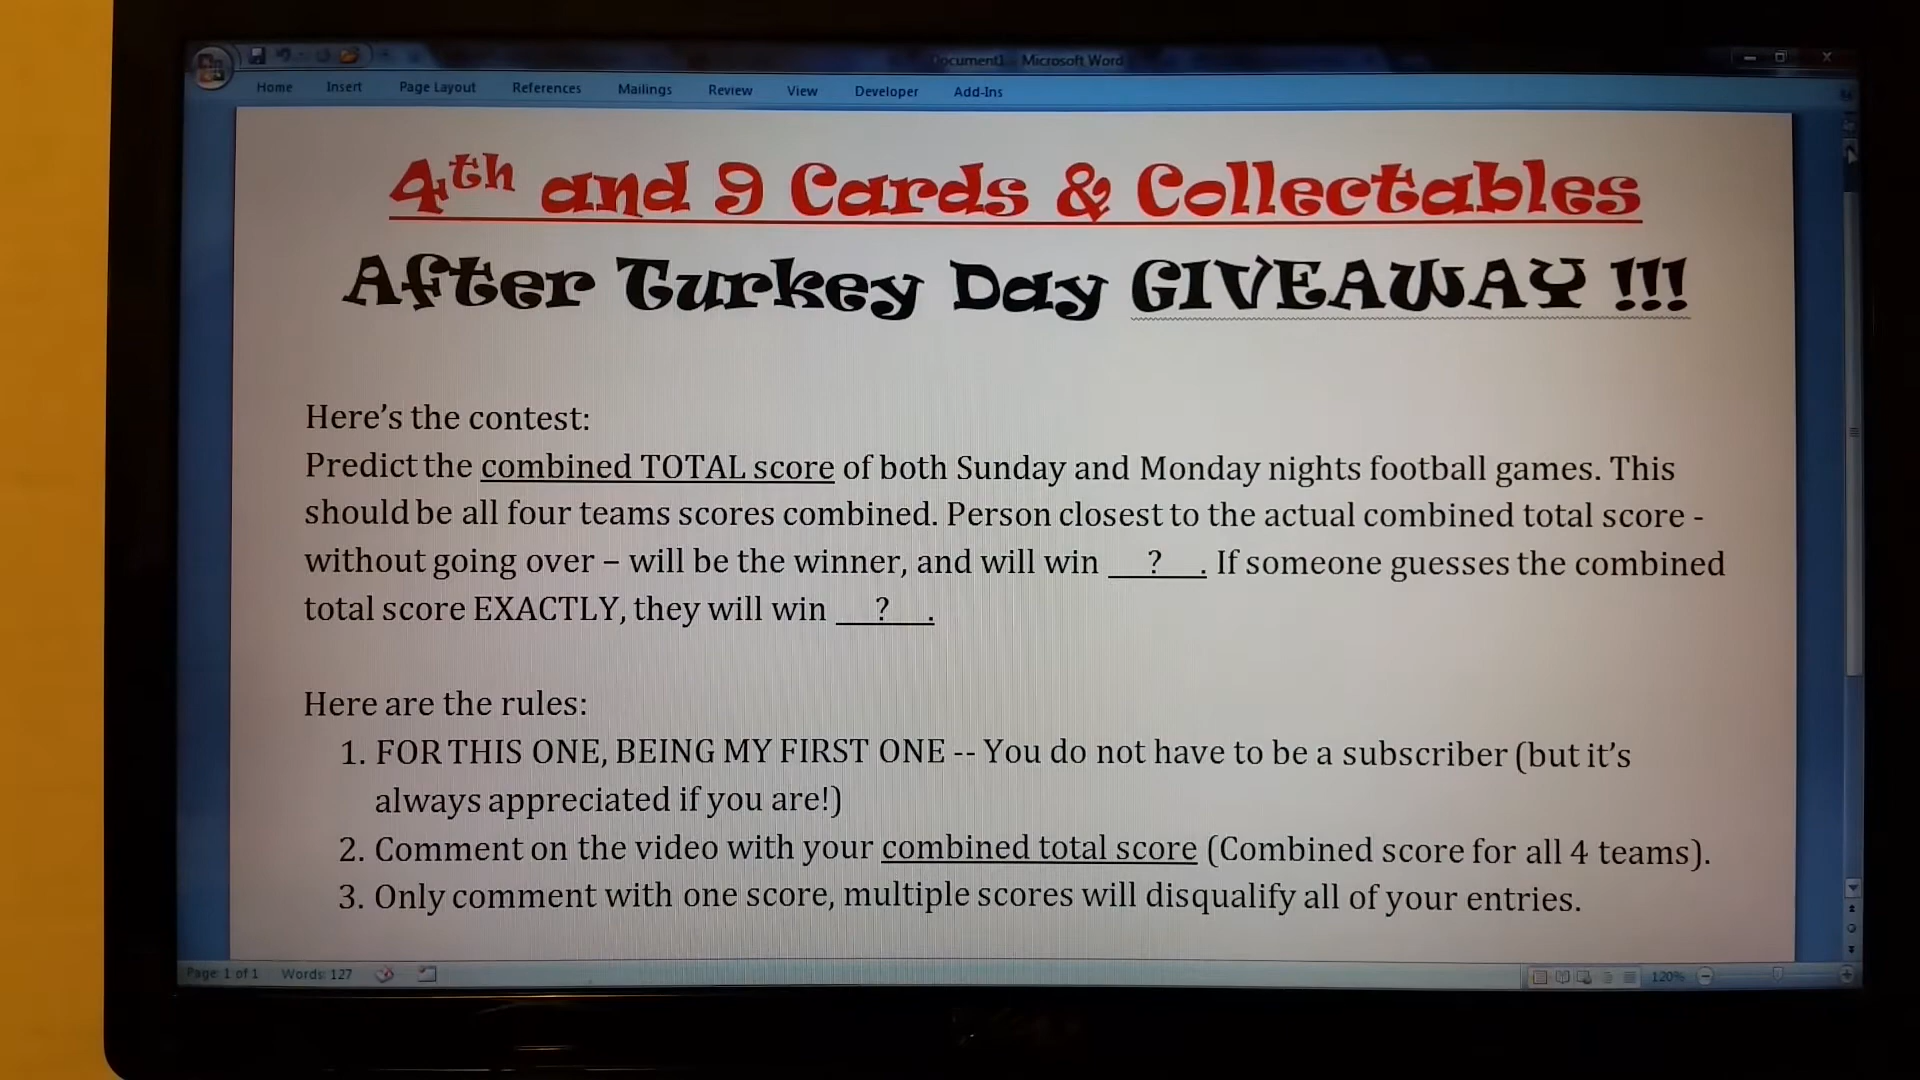 Document1 - Microsoft Word
Home Insert Page Layout References Mailings Review View Developer Add-Ins
4th and 9 Cards & Collectables
After Turkey Day GIVEAWAY !!!
Here's the contest:
Predict the combined TOTAL score of both Sunday and Monday nights football games. This
should be all four teams scores combined. Person closest to the actual combined total score -
without going over – will be the winner, and will win __?__. If someone guesses the combined
total score EXACTLY, they will win __?__.
Here are the rules:
1. FOR THIS ONE, BEING MY FIRST ONE -- You do not have to be a subscriber (but it's
always appreciated if you are!)
2. Comment on the video with your combined total score (Combined score for all 4 teams).
3. Only comment with one score, multiple scores will disqualify all of your entries.
Page: 1 of 1 Words: 127 120%